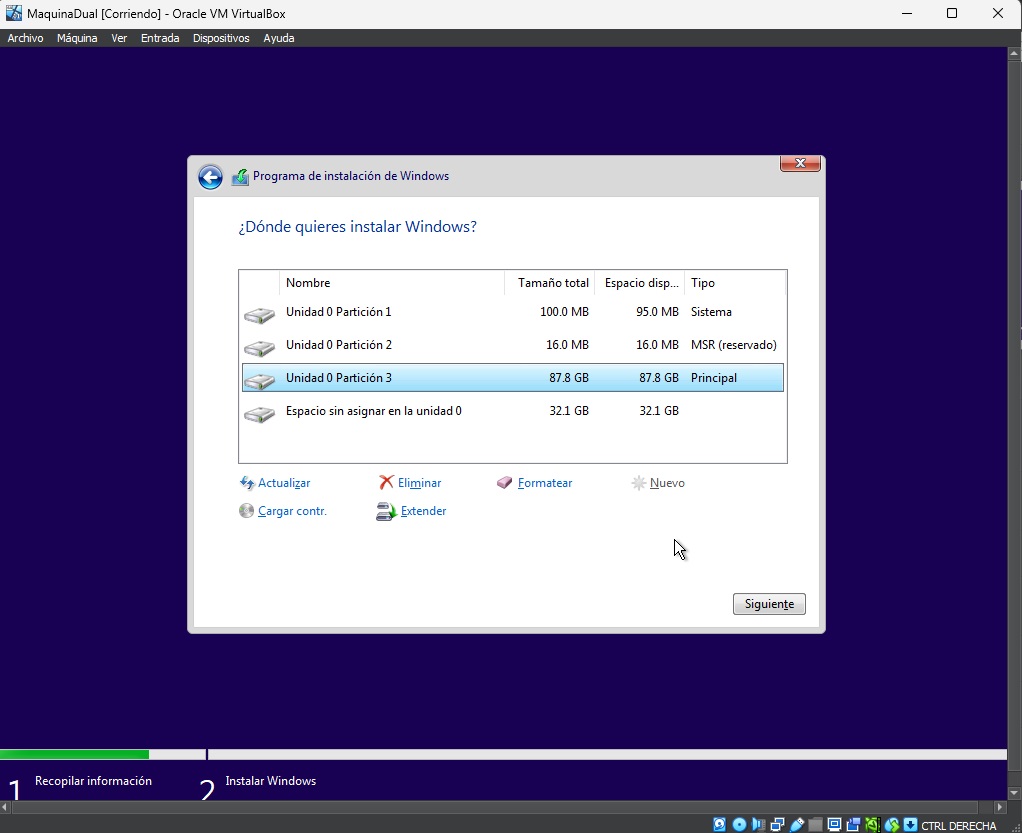 MaquinaDual [Corriendo] - Oracle VM VirtualBox
Archivo Máquina Ver Entrada Dispositivos Ayuda
Programa de instalación de Windows
¿Dónde quieres instalar Windows?
Nombre Tamaño total Espacio disp... Tipo
Unidad 0 Partición 1 100.0 MB 95.0 MB Sistema
Unidad 0 Partición 2 16.0 MB 16.0 MB MSR (reservado)
Unidad 0 Partición 3 87.8 GB 87.8 GB Principal
Espacio sin asignar en la unidad 0 32.1 GB 32.1 GB
Actualizar Eliminar Formatear Nuevo
Cargar contr. Extender
Siguiente
1 Recopilar información 2 Instalar Windows
CTRL DERECHA